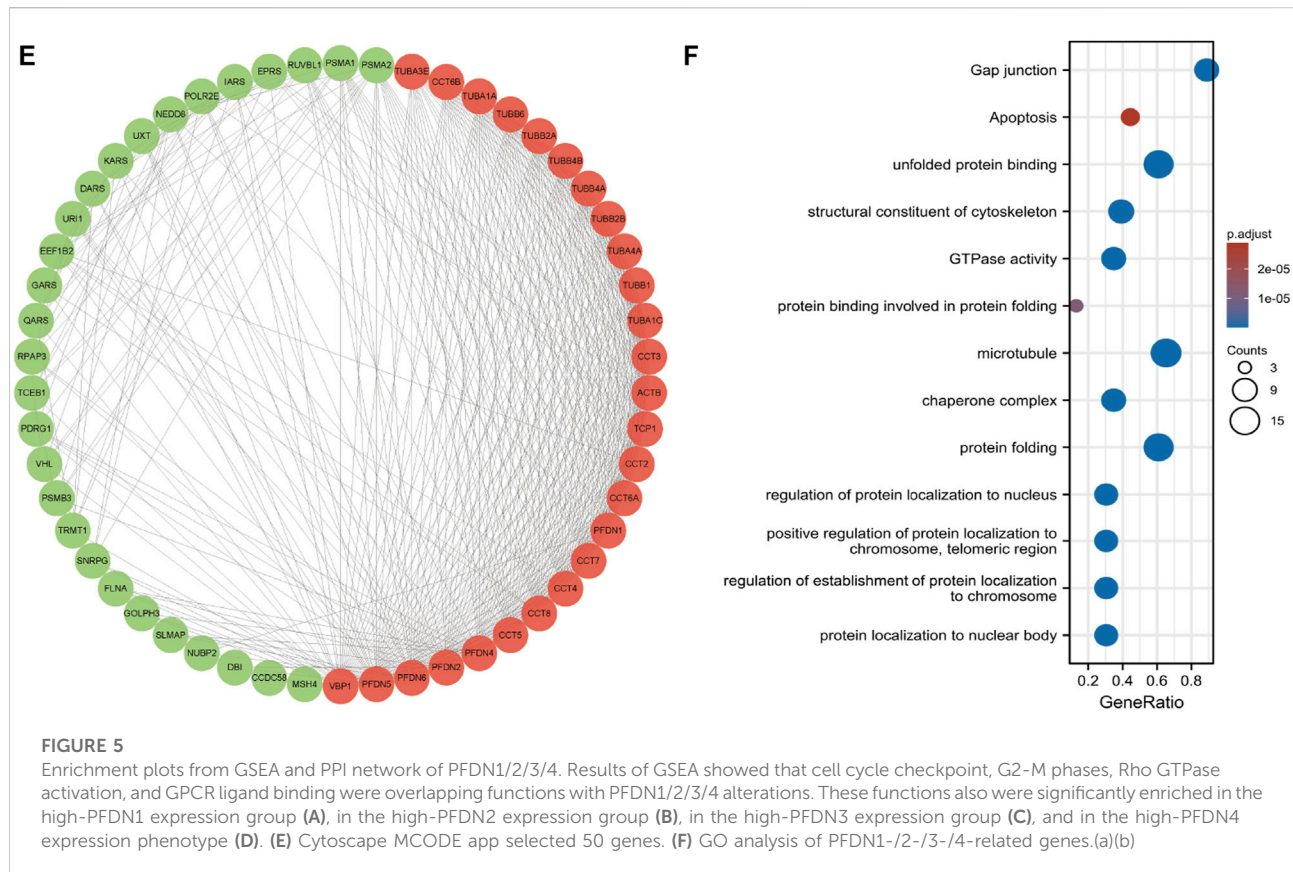 E
PSMA1
PSMA2
TUBA3E
CCT6B
TUBA1A
TUBB6
TUBB2A
TUBB4B
TUBB4A
TUBB2B
TUBA4A
TUBB1
TUBA1C
CCT3
ACTB
TCP1
CCT2
CCT6A
PFDN1
CCT7
CCT4
CCT8
CCT5
PFDN4
PFDN2
PFDN6
PFDN5
VBP1
MSH4
CCDC58
DBI
NUBP2
SLMAP
GOLPH3
FLNA
SNRPG
TRMT1
PSMB3
VHL
PDRG1
TCEB1
RPAP3
QARS
GARS
EEF1B2
URI1
DARS
KARS
UXT
NEDD8
POLR2E
IARS
EPRS
RUVBL1
F
Gap junction
Apoptosis
unfolded protein binding
structural constituent of cytoskeleton
GTPase activity
protein binding involved in protein folding
microtubule
chaperone complex
protein folding
regulation of protein localization to nucleus
positive regulation of protein localization to
chromosome, telomeric region
regulation of establishment of protein localization
to chromosome
protein localization to nuclear body
0.2 0.4 0.6 0.8
GeneRatio
p.adjust
2e-05
1e-05
Counts
3
9
15
FIGURE 5
Enrichment plots from GSEA and PPI network of PFDN1/2/3/4. Results of GSEA showed that cell cycle checkpoint, G2-M phases, Rho GTPase
activation, and GPCR ligand binding were overlapping functions with PFDN1/2/3/4 alterations. These functions also were significantly enriched in the
high-PFDN1 expression group (A), in the high-PFDN2 expression group (B), in the high-PFDN3 expression group (C), and in the high-PFDN4
expression phenotype (D). (E) Cytoscape MCODE app selected 50 genes. (F) GO analysis of PFDN1-/2-/3-/4-related genes.(a)(b)